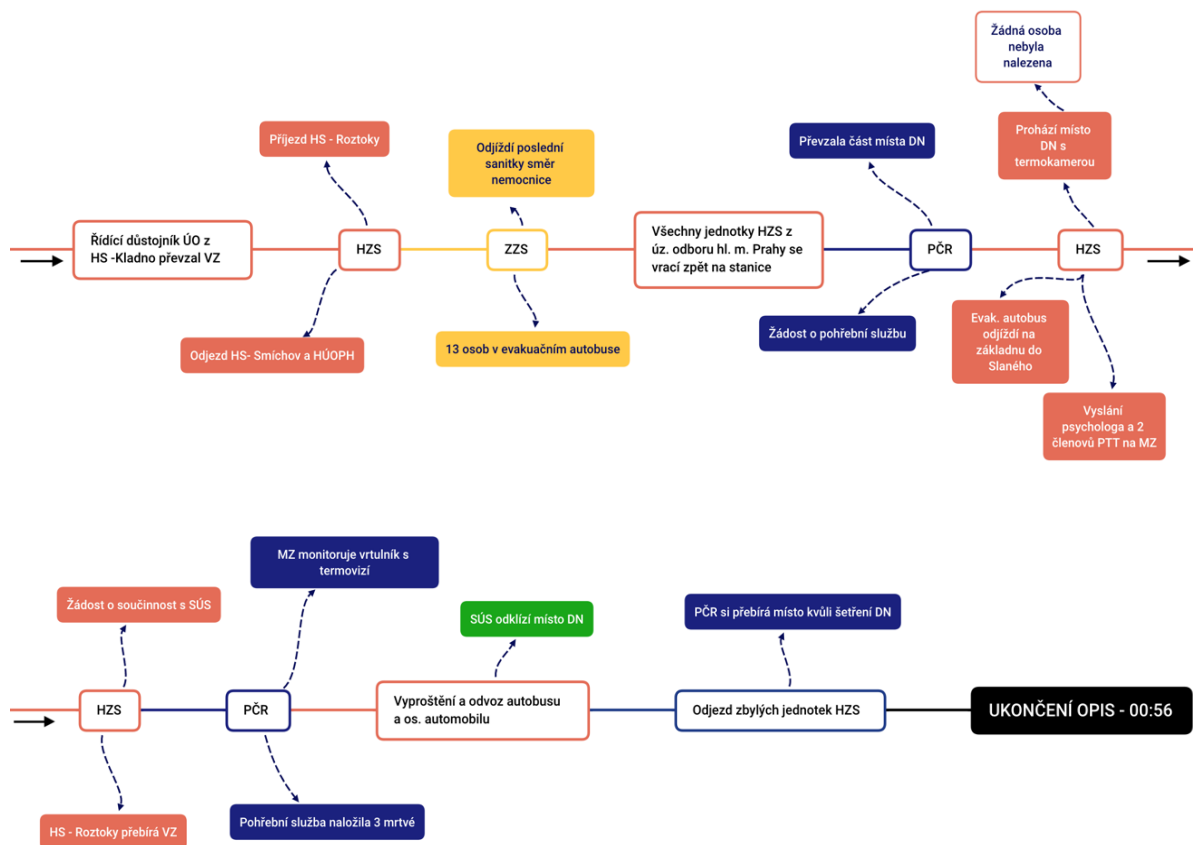 Žádná osoba
nebyla
nalezena
Příjezd HS - Roztoky
Odjíždí poslední
sanitky směr
nemocnice
Převzala část místa DN
Prohází místo
DN s
termokamerou
Řídící důstojník ÚO z
HS -Kladno převzal VZ
HZS
ZZS
Všechny jednotky HZS z
úz. odboru hl. m. Prahy se
vrací zpět na stanice
PČR
HZS
Odjezd HS- Smíchov a HÚOPH
13 osob v evakuačním autobuse
Žádost o pohřební službu
Evak. autobus
odjíždí na
základnu do
Slaného
Vyslání
psychologa a 2
členovů PTT na MZ
MZ monitoruje vrtulník s
termovizí
Žádost o součinnost s SÚS
SÚS odklízí místo DN
PČR si přebírá místo kvůli šetření DN
HZS
PČR
Vyproštění a odvoz autobusu
a os. automobilu
Odjezd zbylých jednotek HZS
UKONČENÍ OPIS - 00:56
HS - Roztoky přebírá VZ
Pohřební služba naložila 3 mrtvé